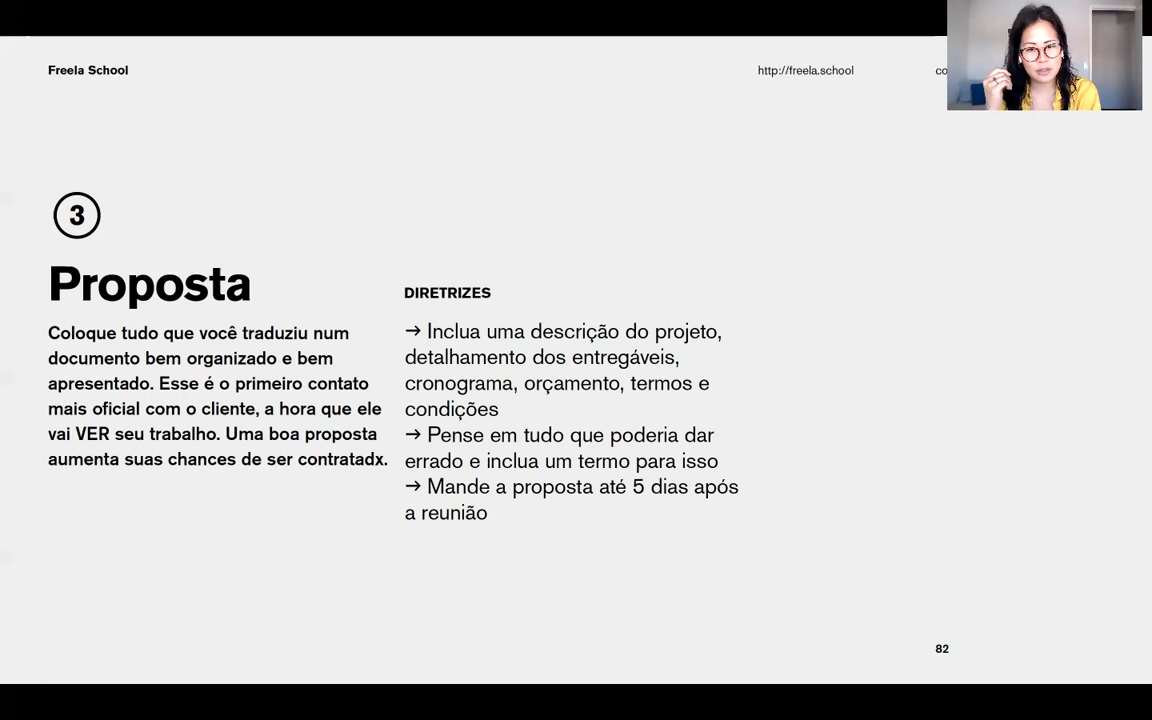 Freela School
http://freela.school
co
3
Proposta
Coloque tudo que você traduziu num
documento bem organizado e bem
apresentado. Esse é o primeiro contato
mais oficial com o cliente, a hora que ele
vai VER seu trabalho. Uma boa proposta
aumenta suas chances de ser contratadx.
DIRETRIZES
→ Inclua uma descrição do projeto,
detalhamento dos entregáveis,
cronograma, orçamento, termos e
condições
→ Pense em tudo que poderia dar
errado e inclua um termo para isso
→ Mande a proposta até 5 dias após
a reunião
82